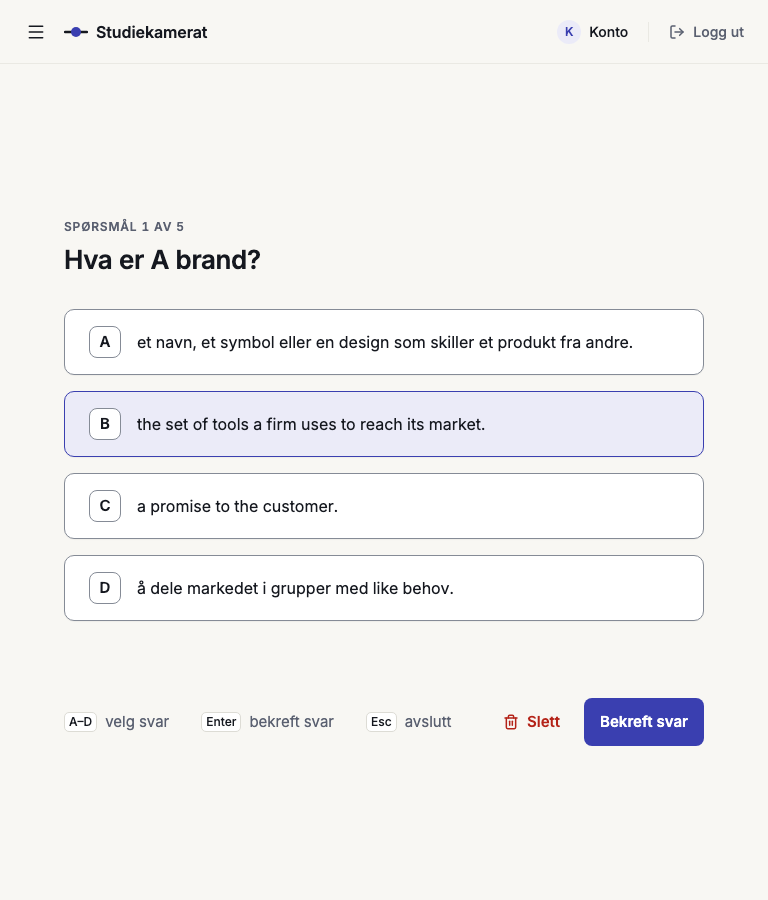 Studiekamerat
K Konto
Logg ut
SPØRSMÅL 1 AV 5
Hva er A brand?
A et navn, et symbol eller en design som skiller et produkt fra andre.
B the set of tools a firm uses to reach its market.
C a promise to the customer.
D å dele markedet i grupper med like behov.
A–D velg svar
Enter bekreft svar
Esc avslutt
Slett
Bekreft svar